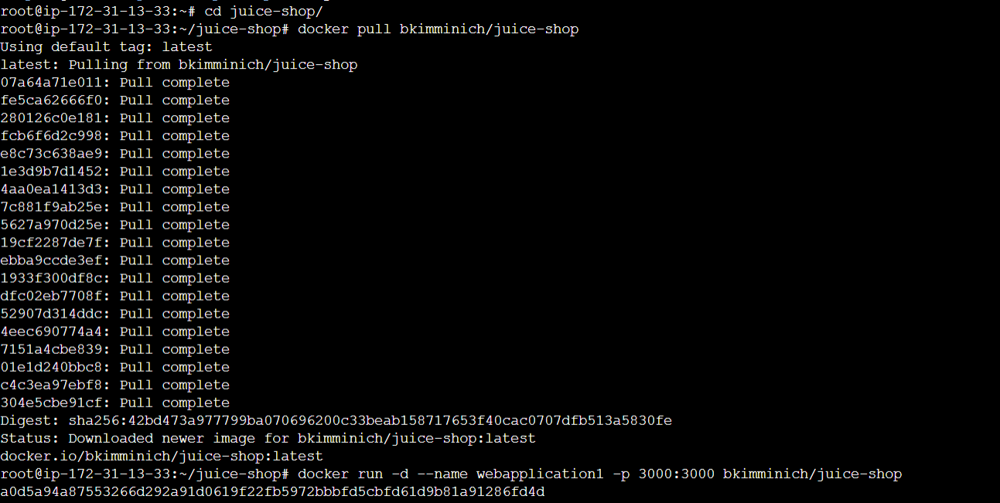 root@ip-172-31-13-33:~# cd juice-shop/
root@ip-172-31-13-33:~/juice-shop# docker pull bkimminich/juice-shop
Using default tag: latest
latest: Pulling from bkimminich/juice-shop
07a64a71e011: Pull complete
fe5ca62666f0: Pull complete
280126c0e181: Pull complete
fcb6f6d2c998: Pull complete
e8c73c638ae9: Pull complete
1e3d9b7d1452: Pull complete
4aa0ea1413d3: Pull complete
7c881f9ab25e: Pull complete
5627a970d25e: Pull complete
19cf2287de7f: Pull complete
ebba9ccde3ef: Pull complete
1933f300df8c: Pull complete
dfc02eb7708f: Pull complete
52907d314ddc: Pull complete
4eec690774a4: Pull complete
7151a4cbe839: Pull complete
01e1d240bbc8: Pull complete
c4c3ea97ebf8: Pull complete
304e5cbe91cf: Pull complete
Digest: sha256:42bd473a977799ba070696200c33beab158717653f40cac0707dfb513a5830fe
Status: Downloaded newer image for bkimminich/juice-shop:latest
docker.io/bkimminich/juice-shop:latest
root@ip-172-31-13-33:~/juice-shop# docker run -d --name webapplication1 -p 3000:3000 bkimminich/juice-shop
a0d5a94a87553266d292a91d0619f22fb5972bbbfd5cbfd61d9b81a91286fd4d